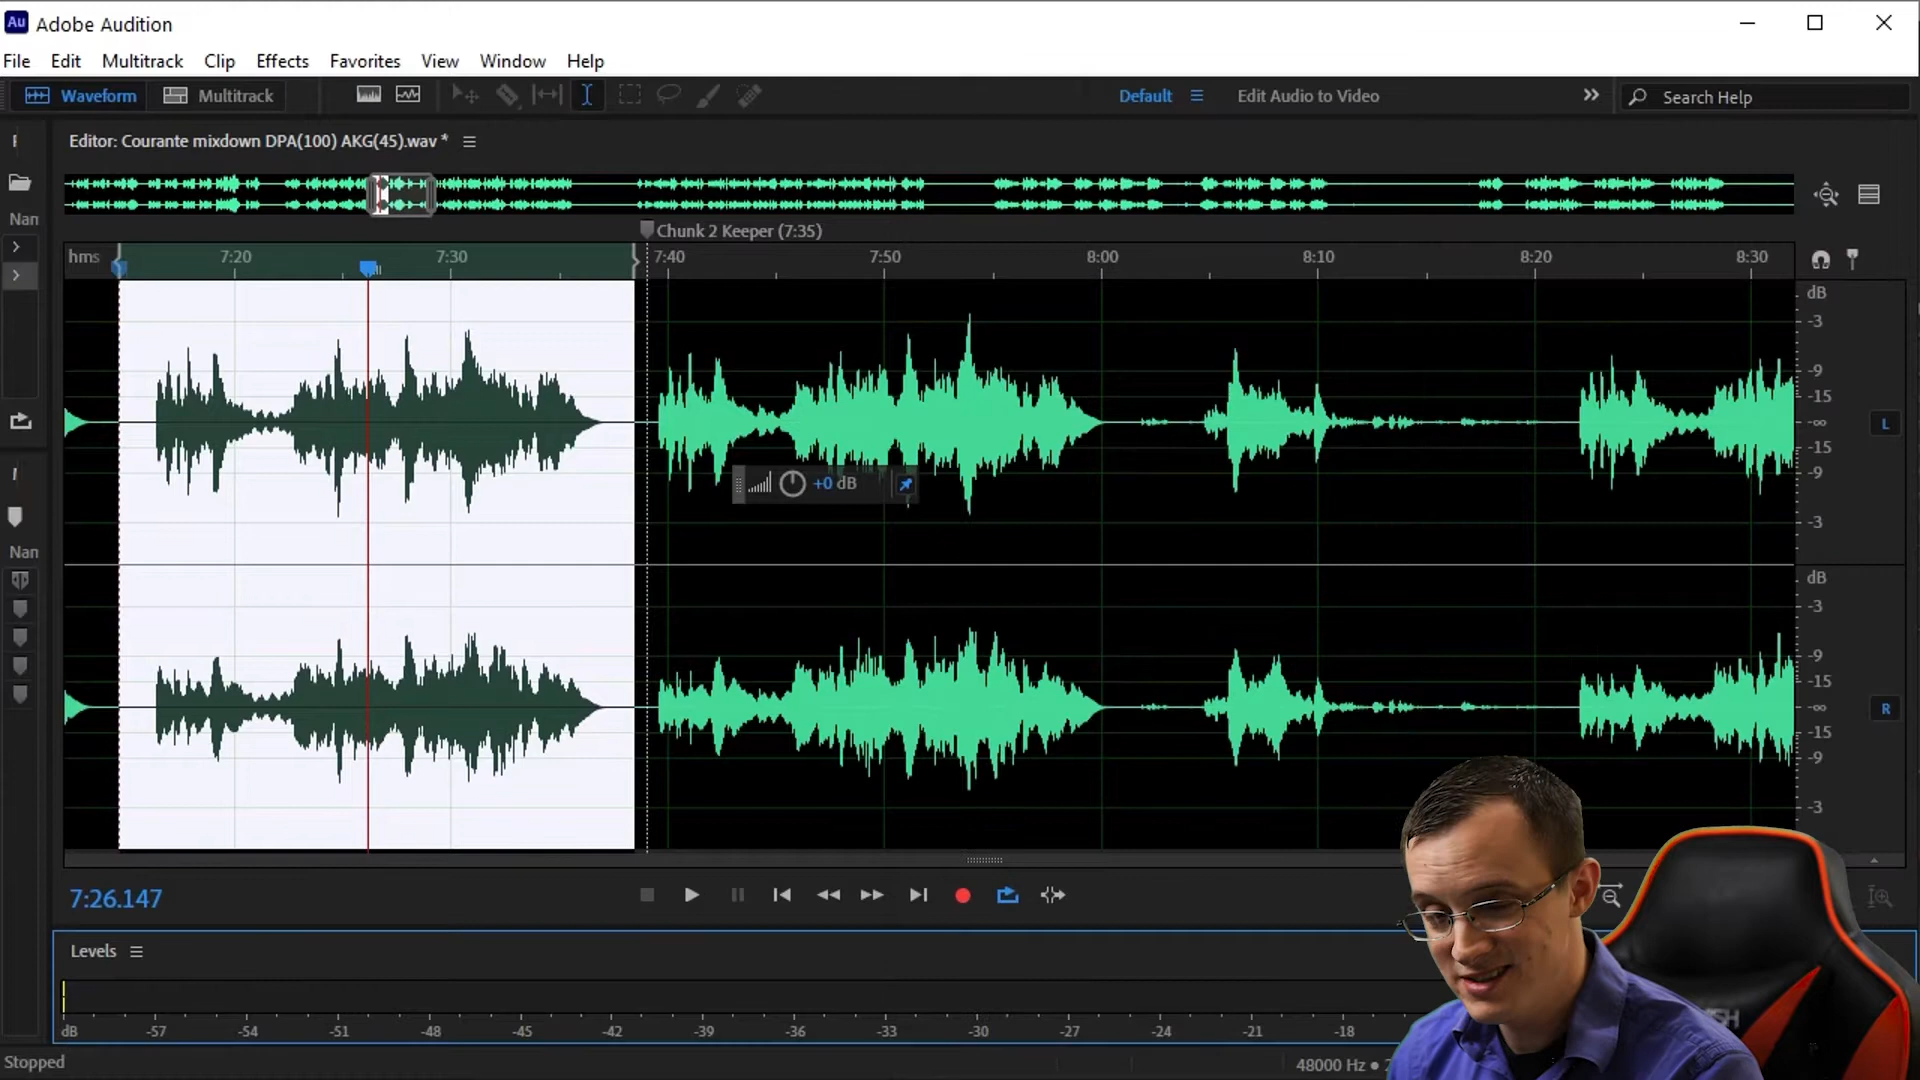 Au Adobe Audition
File Edit Multitrack Clip Effects Favorites View Window Help
Waveform Multitrack Default Edit Audio to Video Search Help
Editor: Courante mixdown DPA(100) AKG(45).wav *
Nan
Chunk 2 Keeper (7:35)
hms 7:20 7:30 7:40 7:50 8:00 8:10 8:20 8:30
dB
-3
-9
-15
-∞
L
-15
-9
-3
+0 dB
Nan
dB
-3
-9
-15
-∞
R
-15
-9
-3
7:26.147
Levels
dB -57 -54 -51 -48 -45 -42 -39 -36 -33 -30 -27 -24 -21 -18
Stopped
48000 Hz ●